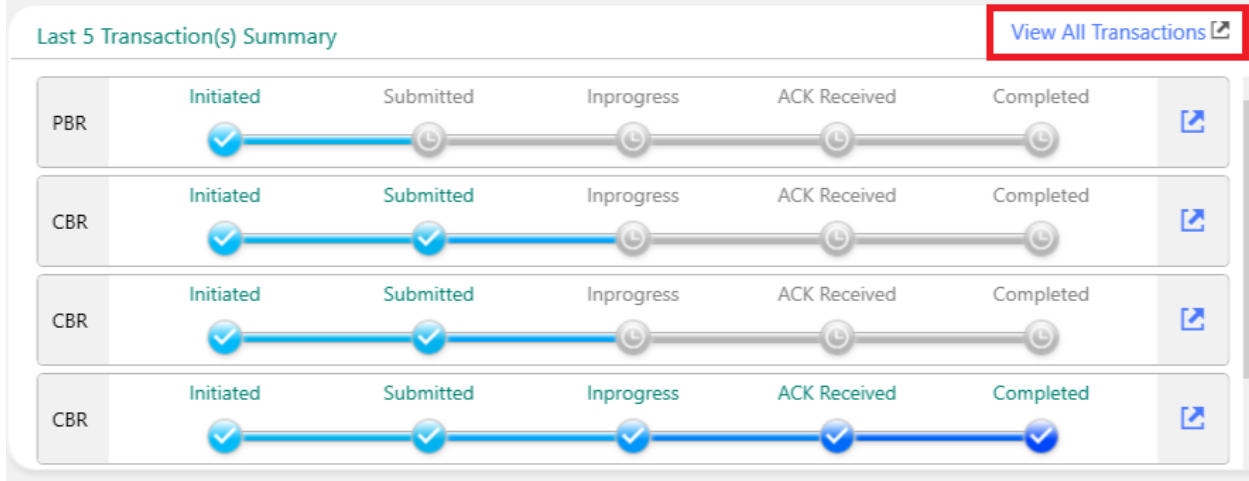 Last 5 Transaction(s) Summary
View All Transactions
Initiated Submitted Inprogress ACK Received Completed
PBR
Initiated Submitted Inprogress ACK Received Completed
CBR
Initiated Submitted Inprogress ACK Received Completed
CBR
Initiated Submitted Inprogress ACK Received Completed
CBR